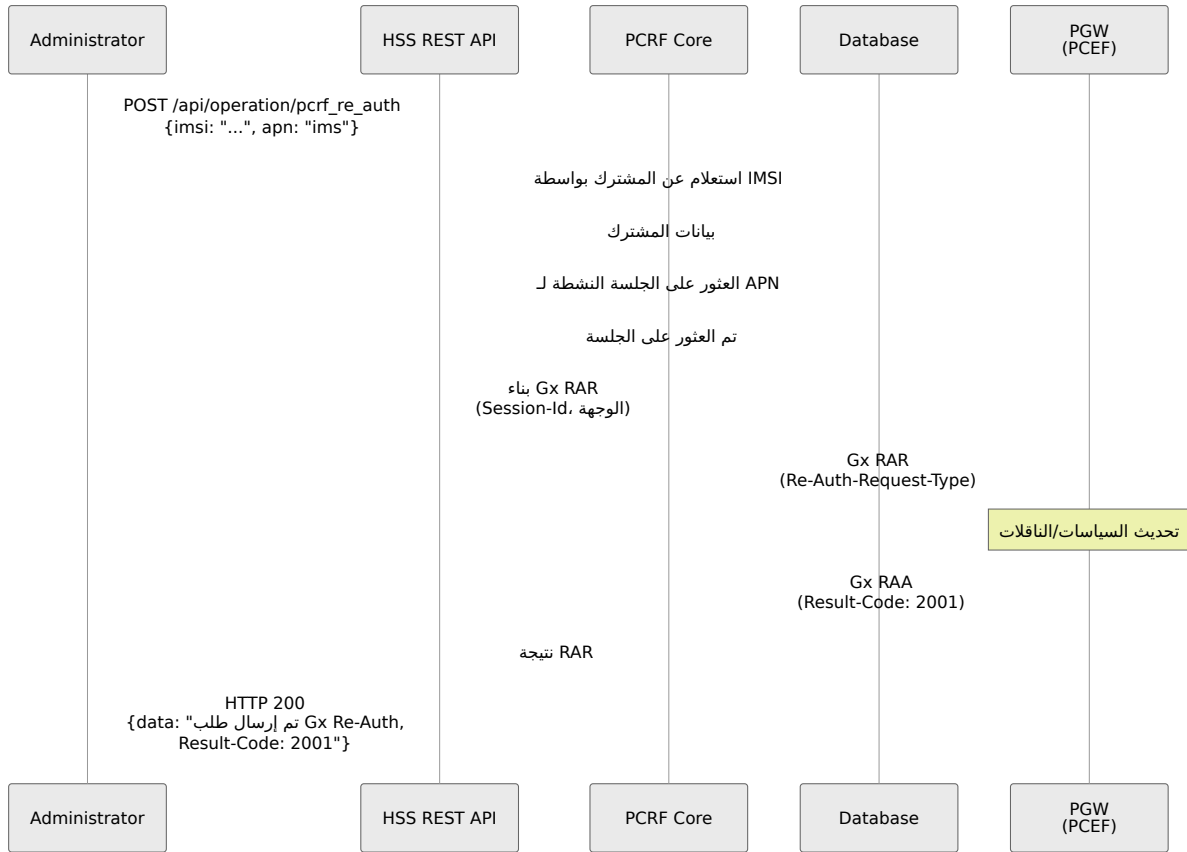 Administrator
HSS REST API
PCRF Core
Database
PGW
(PCEF)
POST /api/operation/pcrf_re_auth
{imsi: "...", apn: "ims"}
استعلام عن المشترك بواسطة IMSI
بيانات المشترك
العثور على الجلسة النشطة لـ APN
تم العثور على الجلسة
بناء Gx RAR
(Session-Id، الوجهة)
Gx RAR
(Re-Auth-Request-Type)
تحديث السياسات/الناقلات
Gx RAA
(Result-Code: 2001)
نتيجة RAR
HTTP 200
{data: "تم إرسال طلب Gx Re-Auth,
Result-Code: 2001"}
Administrator
HSS REST API
PCRF Core
Database
PGW
(PCEF)